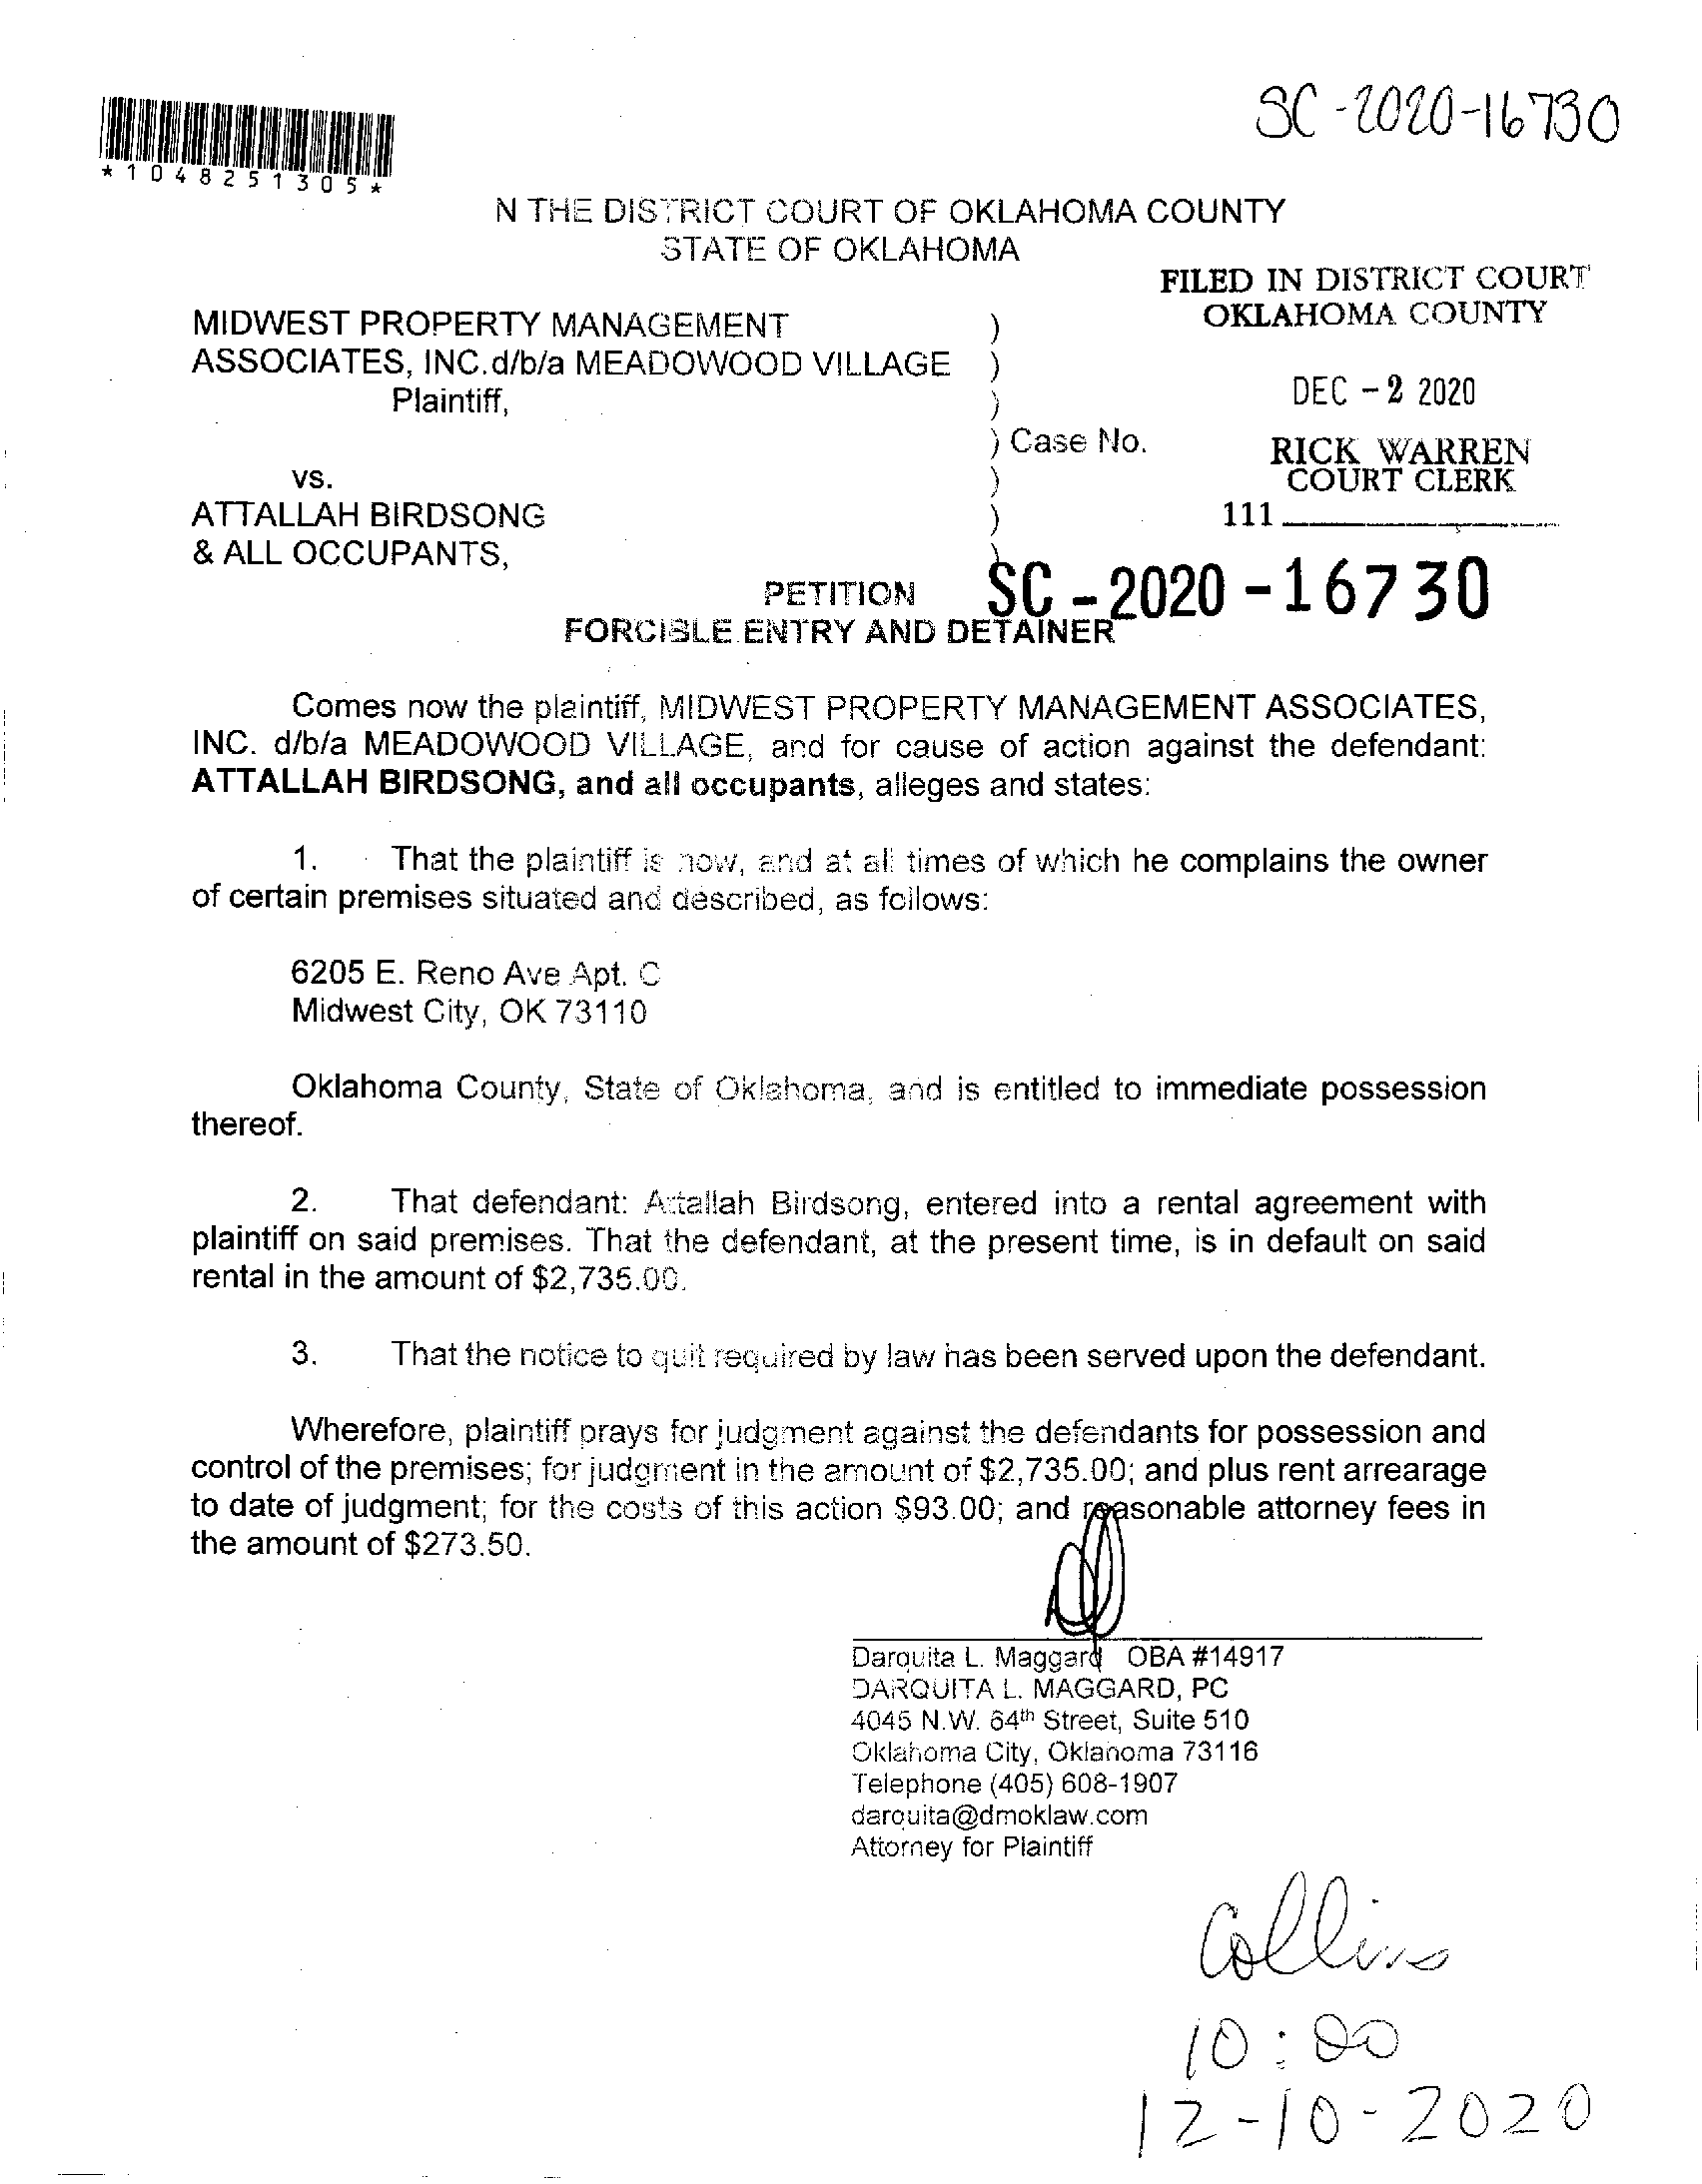 SC-2020-16730
*1048251305*
N THE DISTRICT COURT OF OKLAHOMA COUNTY
STATE OF OKLAHOMA
FILED IN DISTRICT COURT
OKLAHOMA COUNTY
MIDWEST PROPERTY MANAGEMENT )
ASSOCIATES, INC.d/b/a MEADOWOOD VILLAGE )
Plaintiff, )
DEC -2 2020
) Case No.
RICK WARREN
COURT CLERK
vs. )
111
ATTALLAH BIRDSONG )
& ALL OCCUPANTS, )
SC-2020-16730
PETITION
FORCIBLE ENTRY AND DETAINER
Comes now the plaintiff, MIDWEST PROPERTY MANAGEMENT ASSOCIATES,
INC. d/b/a MEADOWOOD VILLAGE, and for cause of action against the defendant:
ATTALLAH BIRDSONG, and all occupants, alleges and states:
1. That the plaintiff is now, and at all times of which he complains the owner
of certain premises situated and described, as follows:
6205 E. Reno Ave Apt. C
Midwest City, OK 73110
Oklahoma County, State of Oklahoma, and is entitled to immediate possession
thereof.
2. That defendant: Attallah Birdsong, entered into a rental agreement with
plaintiff on said premises. That the defendant, at the present time, is in default on said
rental in the amount of $2,735.00.
3. That the notice to quit required by law has been served upon the defendant.
Wherefore, plaintiff prays for judgment against the defendants for possession and
control of the premises; for judgment in the amount of $2,735.00; and plus rent arrearage
to date of judgment; for the costs of this action $93.00; and reasonable attorney fees in
the amount of $273.50.
Darquita L. Maggard OBA #14917
DARQUITA L. MAGGARD, PC
4045 N.W. 64th Street, Suite 510
Oklahoma City, Oklahoma 73116
Telephone (405) 608-1907
darquita@dmoklaw.com
Attorney for Plaintiff
Collins
10:00
12-10-2020